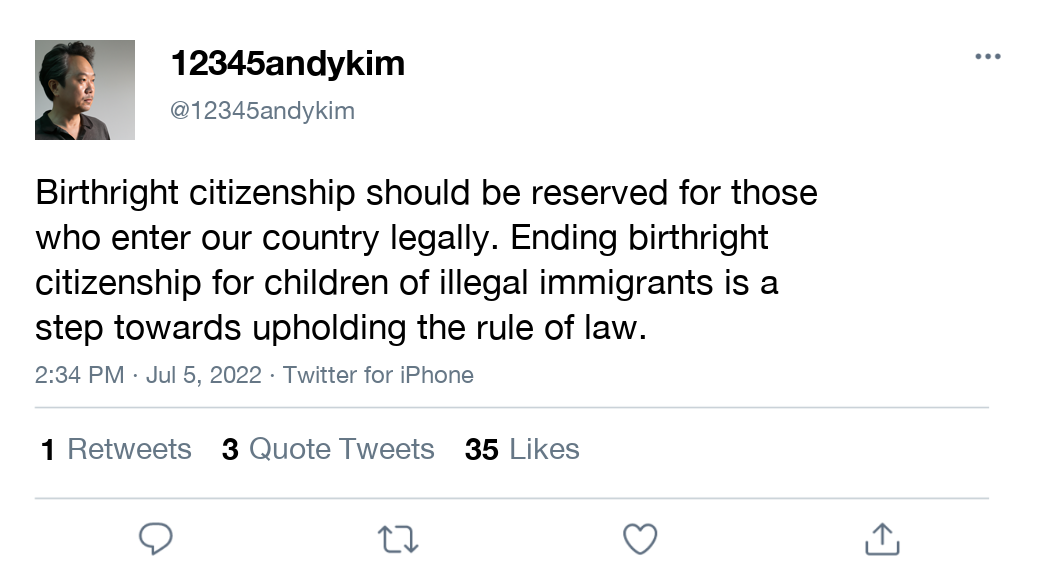 12345andykim
@12345andykim
Birthright citizenship should be reserved for those
who enter our country legally. Ending birthright
citizenship for children of illegal immigrants is a
step towards upholding the rule of law.
2:34 PM · Jul 5, 2022 · Twitter for iPhone
1 Retweets 3 Quote Tweets 35 Likes